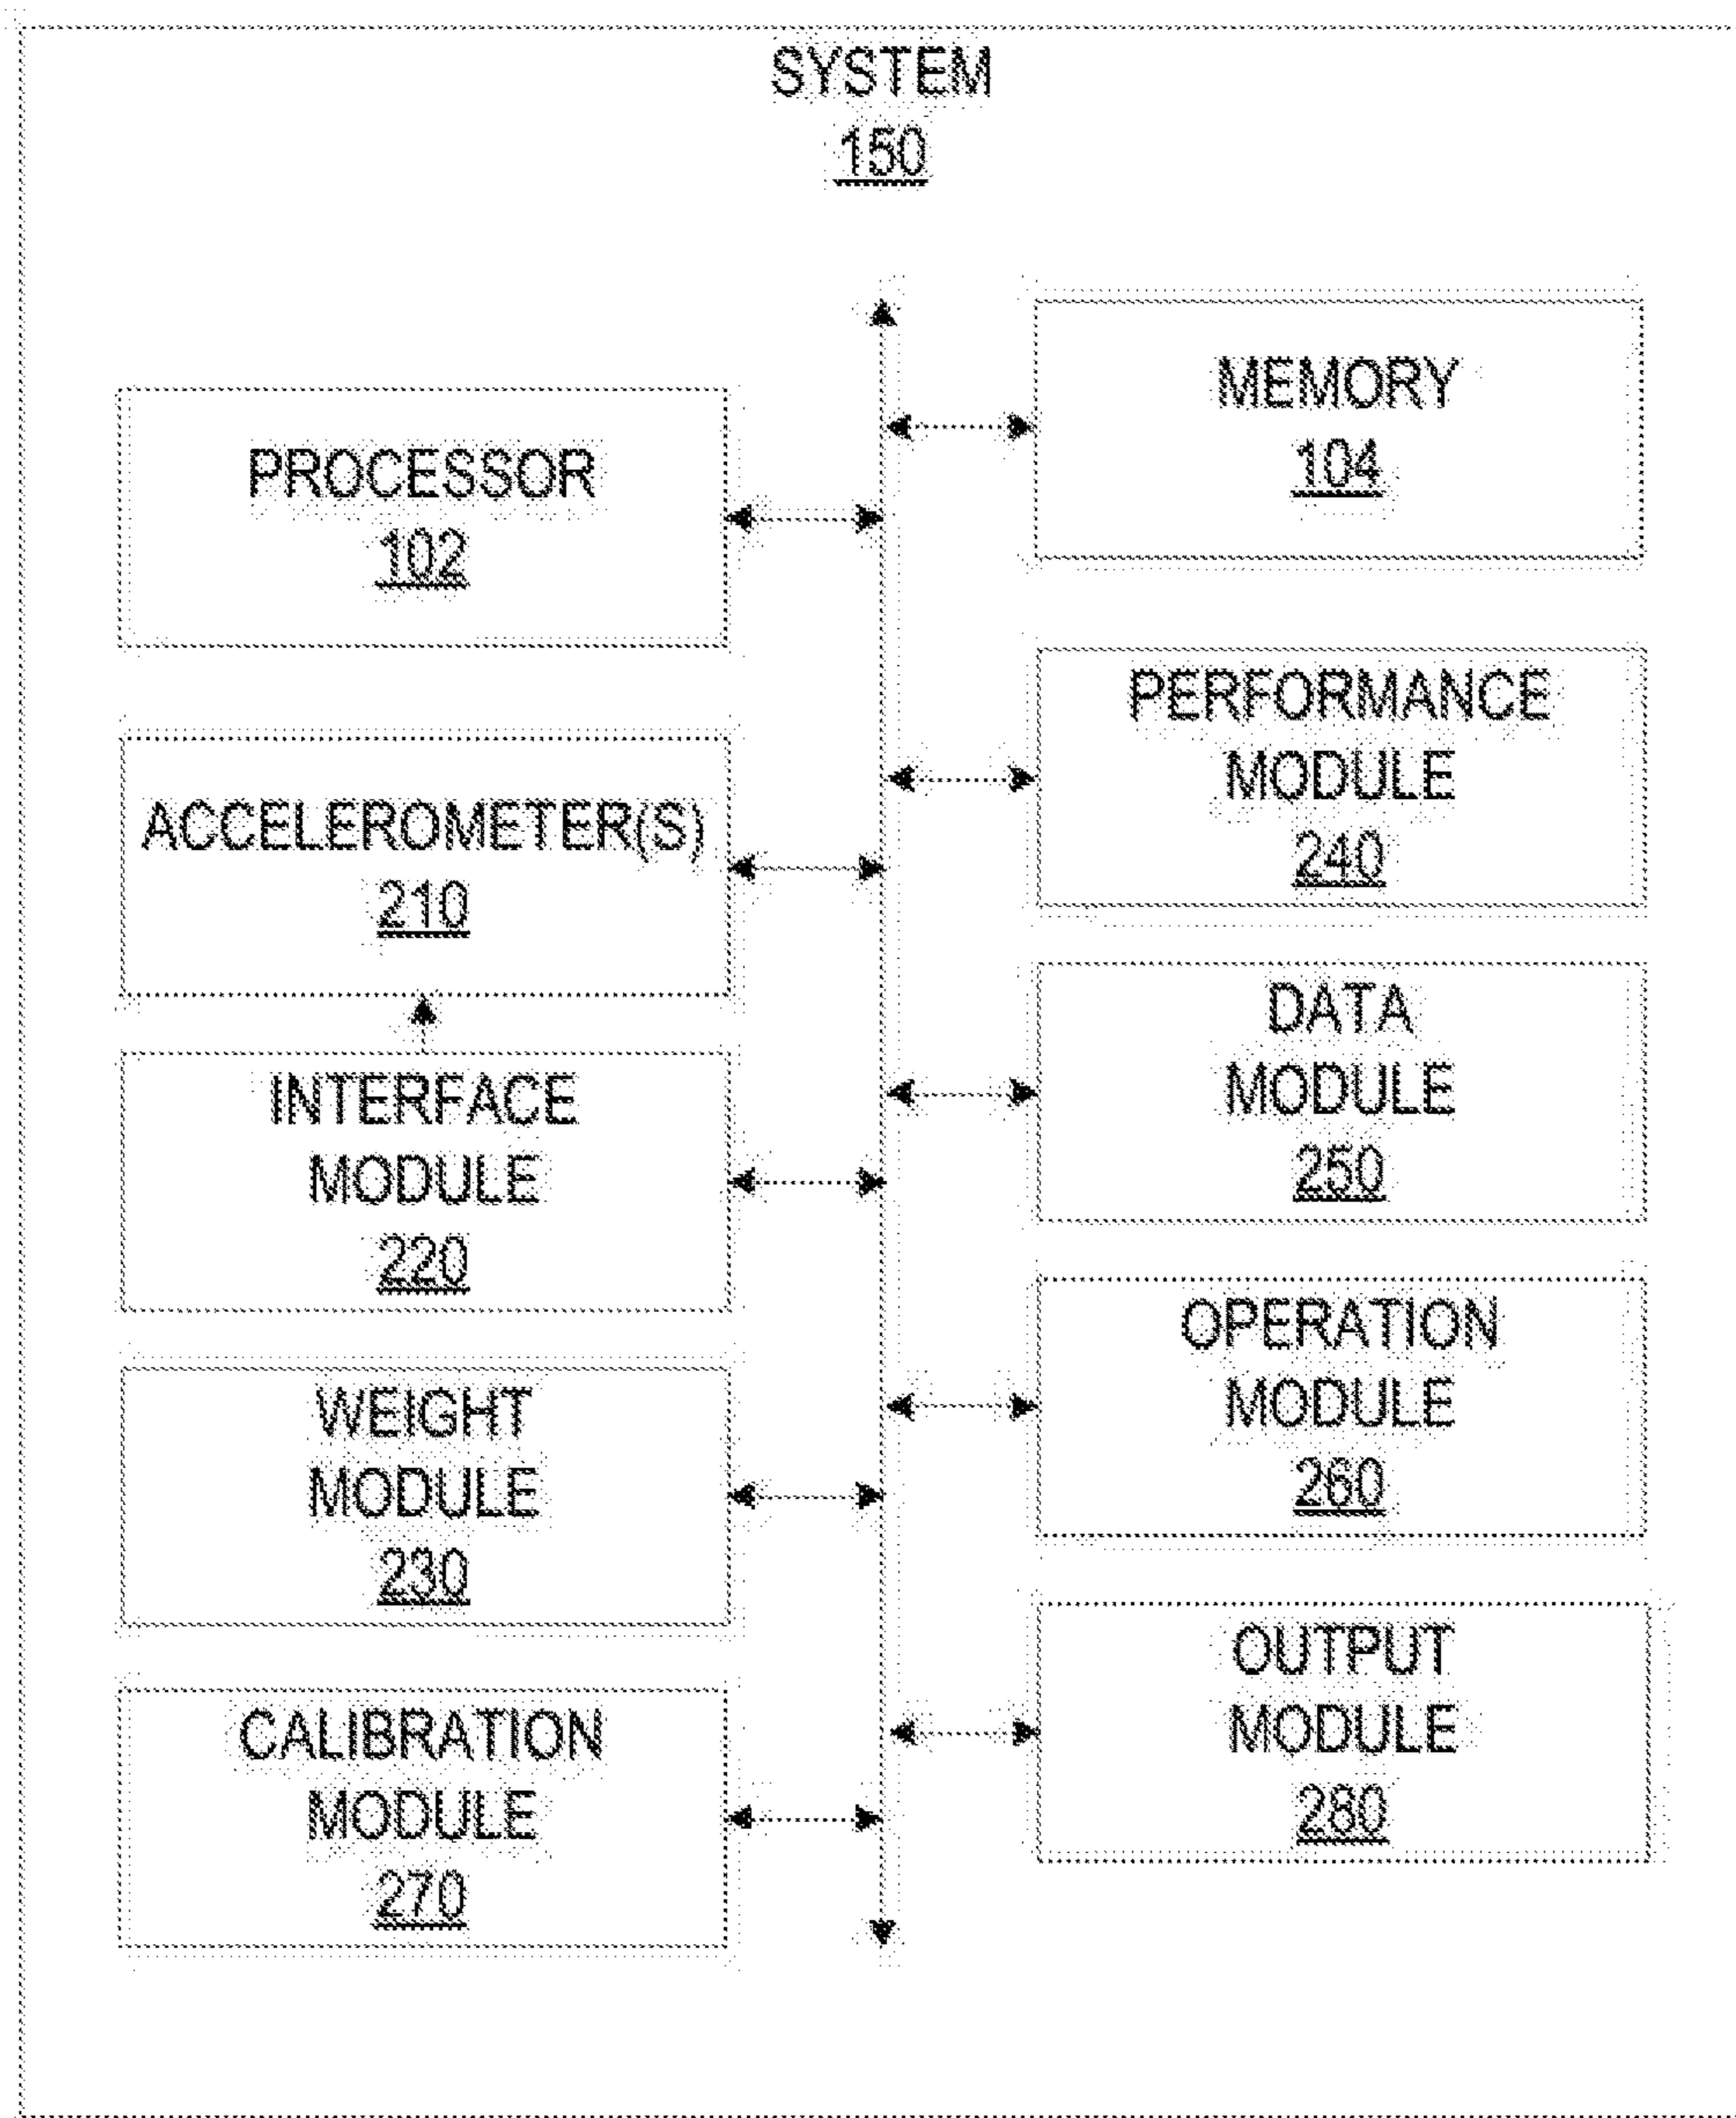 SYSTEM
150
MEMORY
104
PROCESSOR
102
PERFORMANCE
MODULE
240
ACCELEROMETER(S)
210
DATA
MODULE
250
INTERFACE
MODULE
220
OPERATION
MODULE
260
WEIGHT
MODULE
230
OUTPUT
MODULE
280
CALIBRATION
MODULE
270